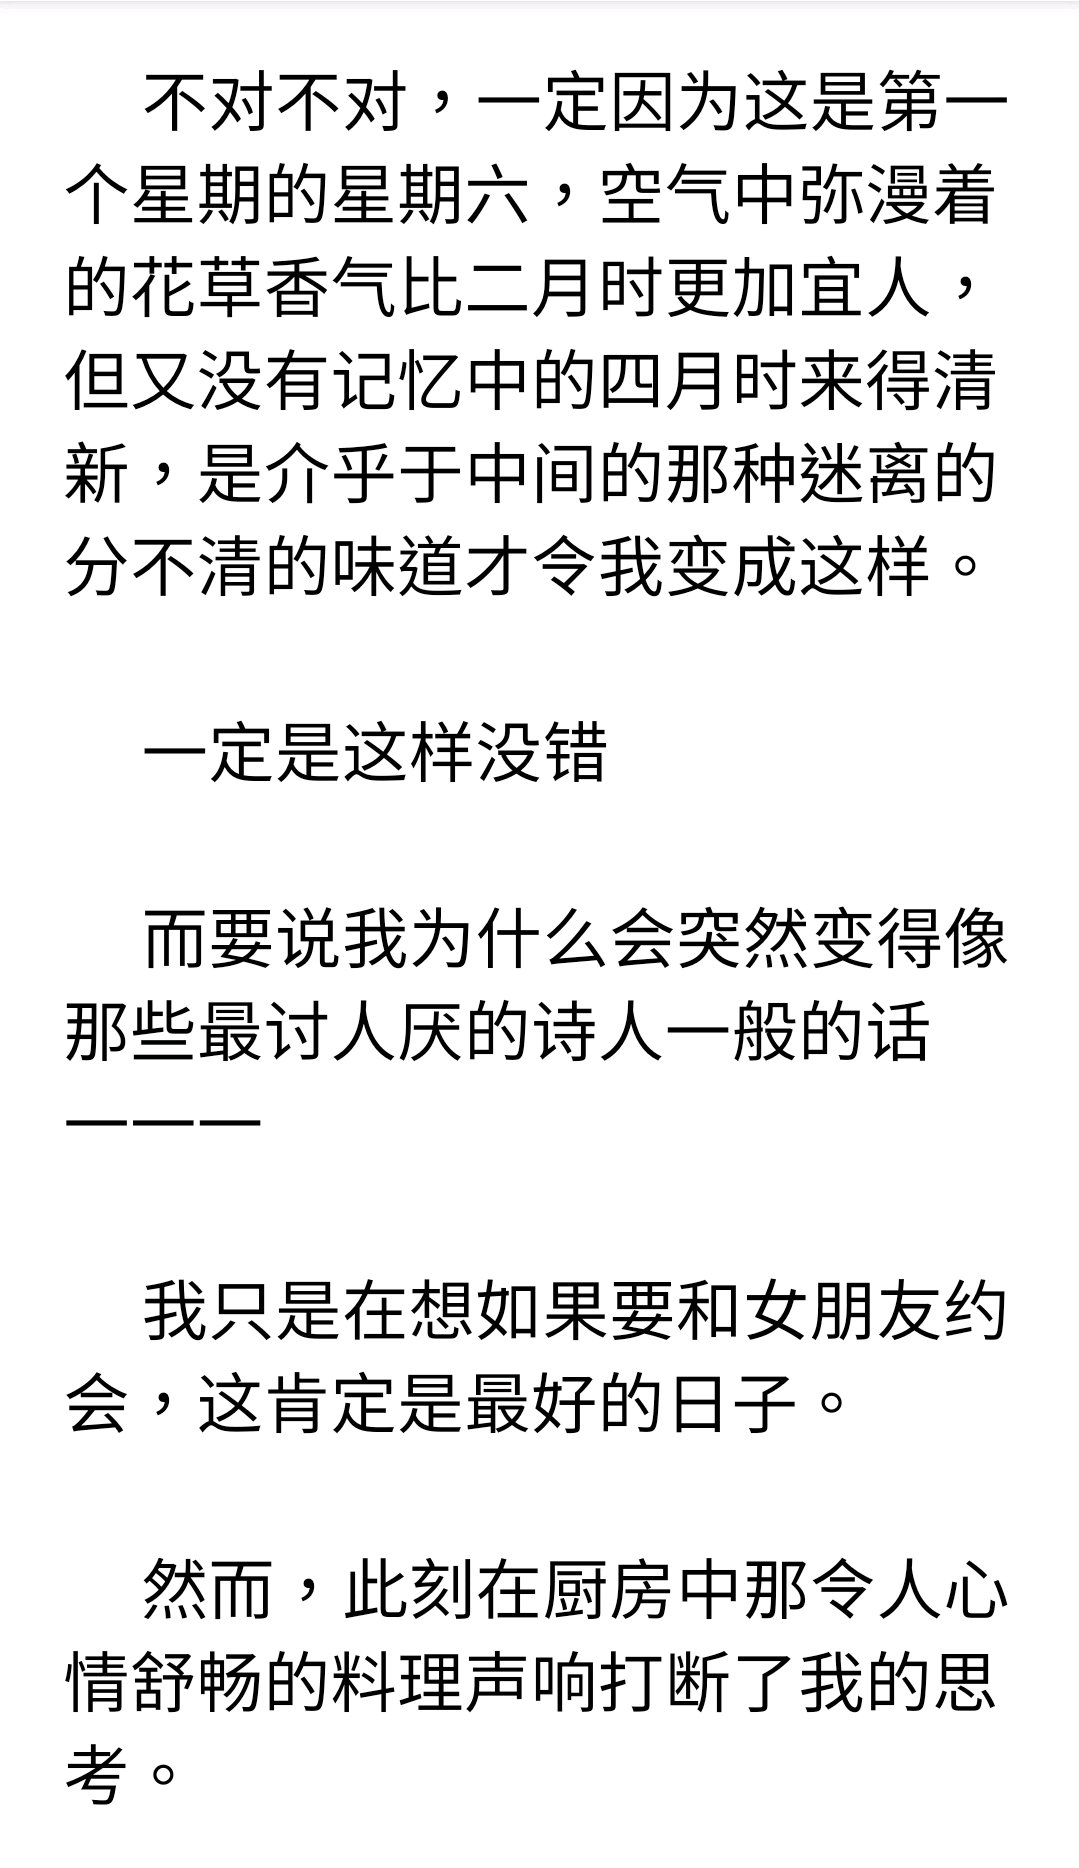 不对不对，一定因为这是第一
个星期的星期六，空气中弥漫着
的花草香气比二月时更加宜人，
但又没有记忆中的四月时来得清
新，是介乎于中间的那种迷离的
分不清的味道才令我变成这样。
一定是这样没错
而要说我为什么会突然变得像
那些最讨人厌的诗人一般的话
———
我只是在想如果要和女朋友约
会，这肯定是最好的日子。
然而，此刻在厨房中那令人心
情舒畅的料理声响打断了我的思
考。